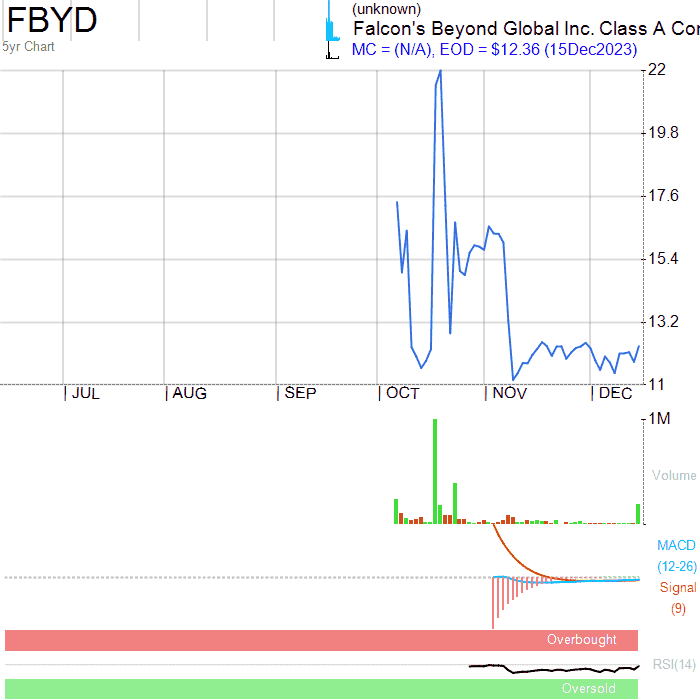 FBYD
5yr Chart
(unknown)
Falcon's Beyond Global Inc. Class A Cor
MC = (N/A), EOD = $12.36 (15Dec2023)
22
19.8
17.6
15.4
13.2
11
JUL AUG SEP OCT NOV DEC
1M
Volume
MACD
(12-26)
Signal
(9)
Overbought
RSI(14)
Oversold